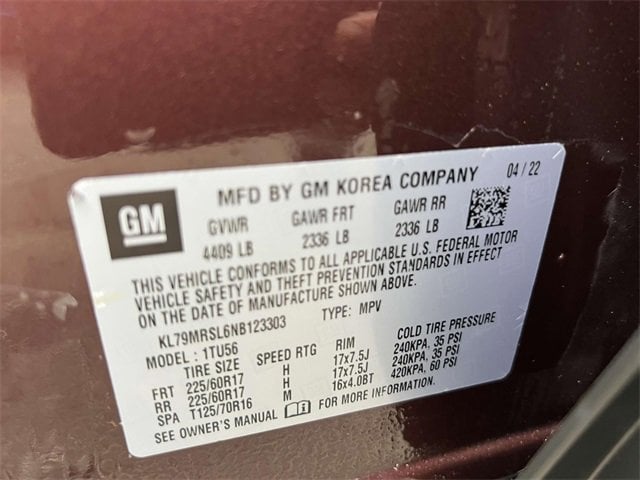 GM
MFD BY GM KOREA COMPANY 04 / 22
GVWR GAWR FRT GAWR RR
4409 LB 2336 LB 2336 LB
THIS VEHICLE CONFORMS TO ALL APPLICABLE U.S. FEDERAL MOTOR
VEHICLE SAFETY AND THEFT PREVENTION STANDARDS IN EFFECT
ON THE DATE OF MANUFACTURE SHOWN ABOVE.
KL79MRSL6NB123303 TYPE: MPV
MODEL : 1TU56
TIRE SIZE SPEED RTG RIM COLD TIRE PRESSURE
FRT 225/60R17 H 17x7.5J 240KPA, 35 PSI
RR 225/60R17 H 17x7.5J 240KPA, 35 PSI
SPA T125/70R16 M 16x4.0BT 420KPA, 60 PSI
SEE OWNER'S MANUAL FOR MORE INFORMATION.